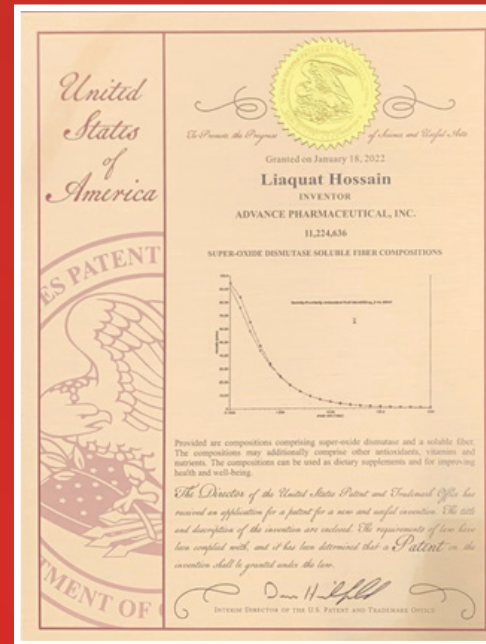 United
States
of
America
To Promote the Progress of Science and Useful Arts
Granted on January 18, 2022
Liaquat Hossain
INVENTOR
ADVANCE PHARMACEUTICAL, INC.
11,224,636
SUPER-OXIDE DISMUTASE SOLUBLE FIBER COMPOSITIONS
Provided are compositions comprising super-oxide dismutase and a soluble fiber.
The compositions may additionally comprise other antioxidants, vitamins and
nutrients. The compositions can be used as dietary supplements and for improving
health and well-being.
The Director of the United States Patent and Trademark Office has
received an application for a patent for a new and useful invention. The title
and description of the invention are enclosed. The requirements of law have
been complied with, and it has been determined that a Patent on the
invention shall be granted under the law.
INTERIM DIRECTOR OF THE U.S. PATENT AND TRADEMARK OFFICE
ES PATENT
TMENT OF